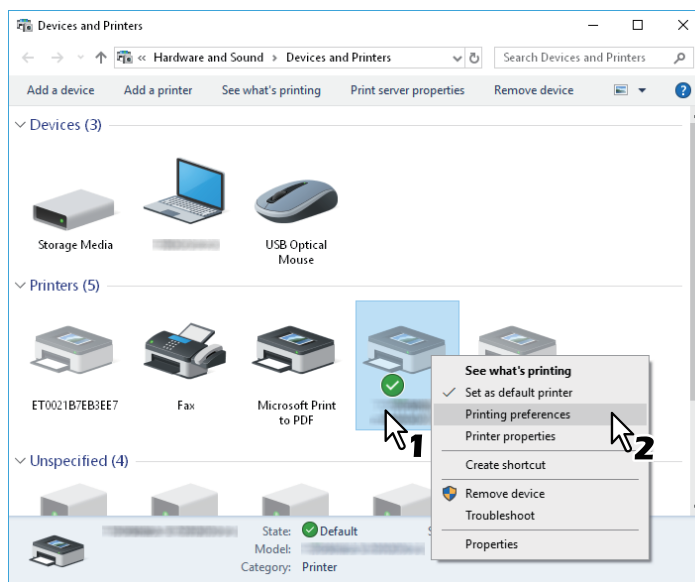 Devices and Printers
« Hardware and Sound › Devices and Printers
Search Devices and Printers
Add a device
Add a printer
See what's printing
Print server properties
Remove device
?
Devices (3)
Storage Media
USB Optical
Mouse
Printers (5)
ET0021B7EB3EE7
Fax
Microsoft Print
to PDF
See what's printing
Set as default printer
Printing preferences
Printer properties
Create shortcut
Remove device
Troubleshoot
Properties
1
2
Unspecified (4)
State: Default
Model:
Category: Printer